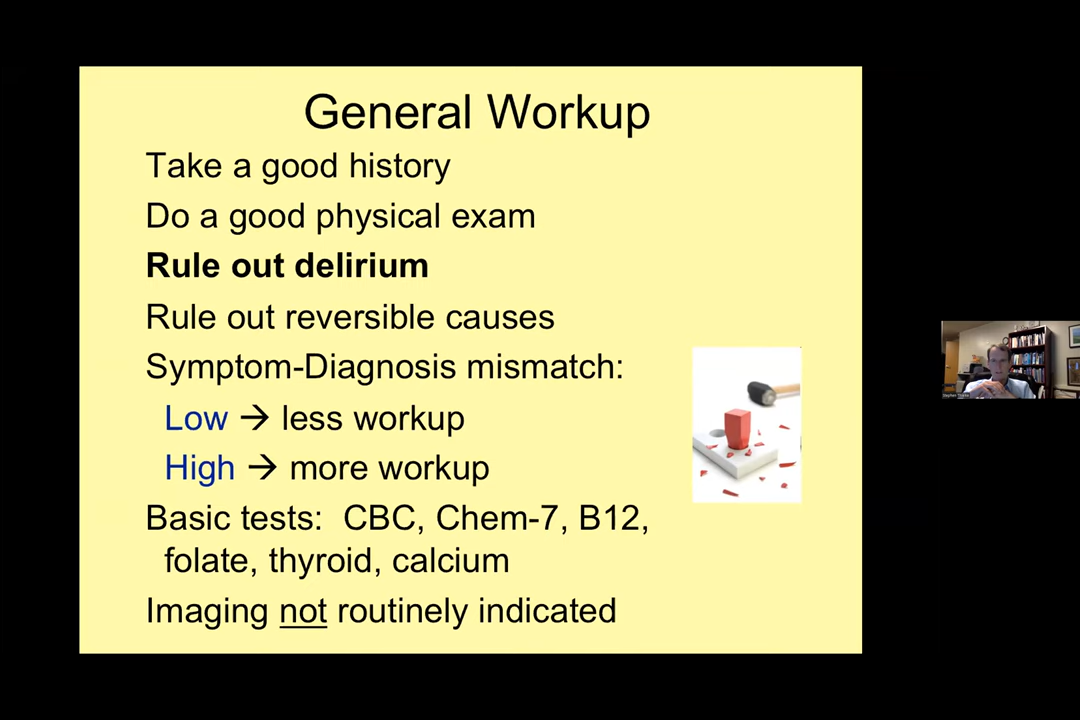 General Workup
Take a good history
Do a good physical exam
Rule out delirium
Rule out reversible causes
Symptom-Diagnosis mismatch:
Low → less workup
High → more workup
Basic tests: CBC, Chem-7, B12,
folate, thyroid, calcium
Imaging not routinely indicated